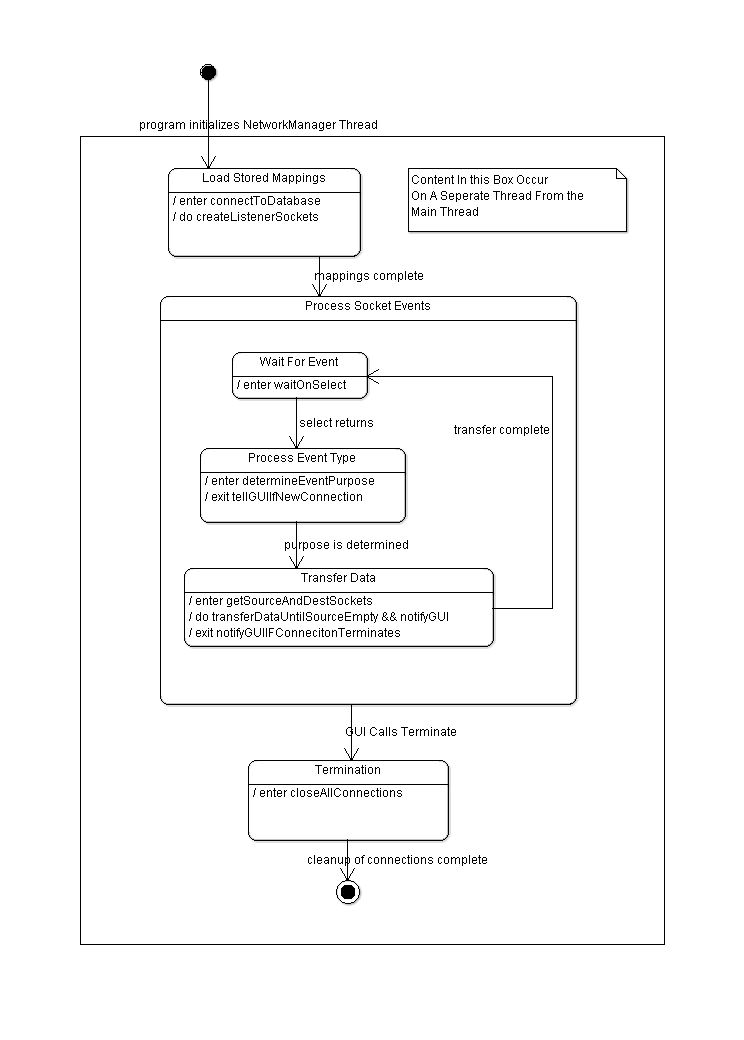 program initializes NetworkManager Thread
Load Stored Mappings
/ enter connectToDatabase
/ do createListenerSockets
Content In this Box Occur
On A Seperate Thread From the
Main Thread
mappings complete
Process Socket Events
Wait For Event
/ enter waitOnSelect
select returns
transfer complete
Process Event Type
/ enter determineEventPurpose
/ exit tellGUIIfNewConnection
purpose is determined
Transfer Data
/ enter getSourceAndDestSockets
/ do transferDataUntilSourceEmpty && notifyGUI
/ exit notifyGUIIFConnecitonTerminates
GUI Calls Terminate
Termination
/ enter closeAllConnections
cleanup of connections complete